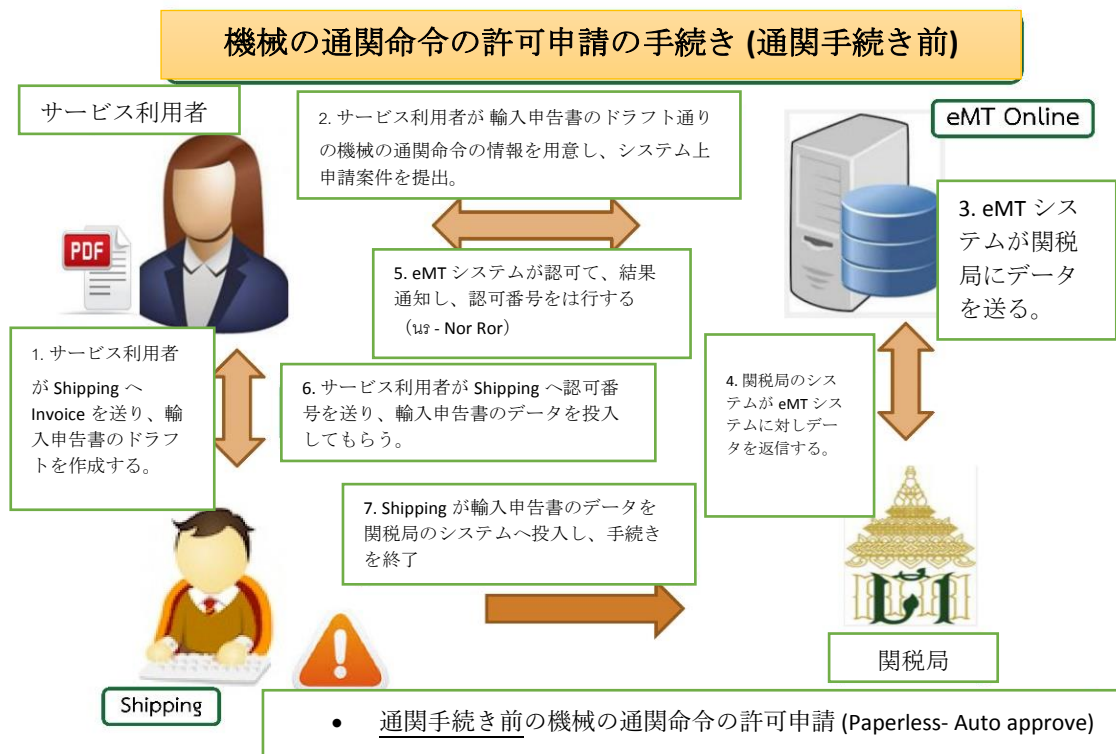 機械の通関命令の許可申請の手続き (通関手続き前)
サービス利用者
2. サービス利用者が 輸入申告書のドラフト通り
の機械の通関命令の情報を用意し、システム上
申請案件を提出。
eMT Online
3. eMT シス
テムが関税
局にデータ
を送る。
PDF
5. eMT システムが認可て、結果
通知し、認可番号をは行する
（นร - Nor Ror）
1. サービス利用者
が Shipping へ
Invoice を送り、輸
入申告書のドラフ
トを作成する。
6. サービス利用者が Shipping へ認可番
号を送り、輸入申告書のデータを投入
してもらう。
4. 関税局のシス
テムが eMT シス
テムに対しデー
タを返信する。
7. Shipping が輸入申告書のデータを
関税局のシステムへ投入し、手続き
を終了
関税局
Shipping
• 通関手続き前の機械の通関命令の許可申請 (Paperless- Auto approve)